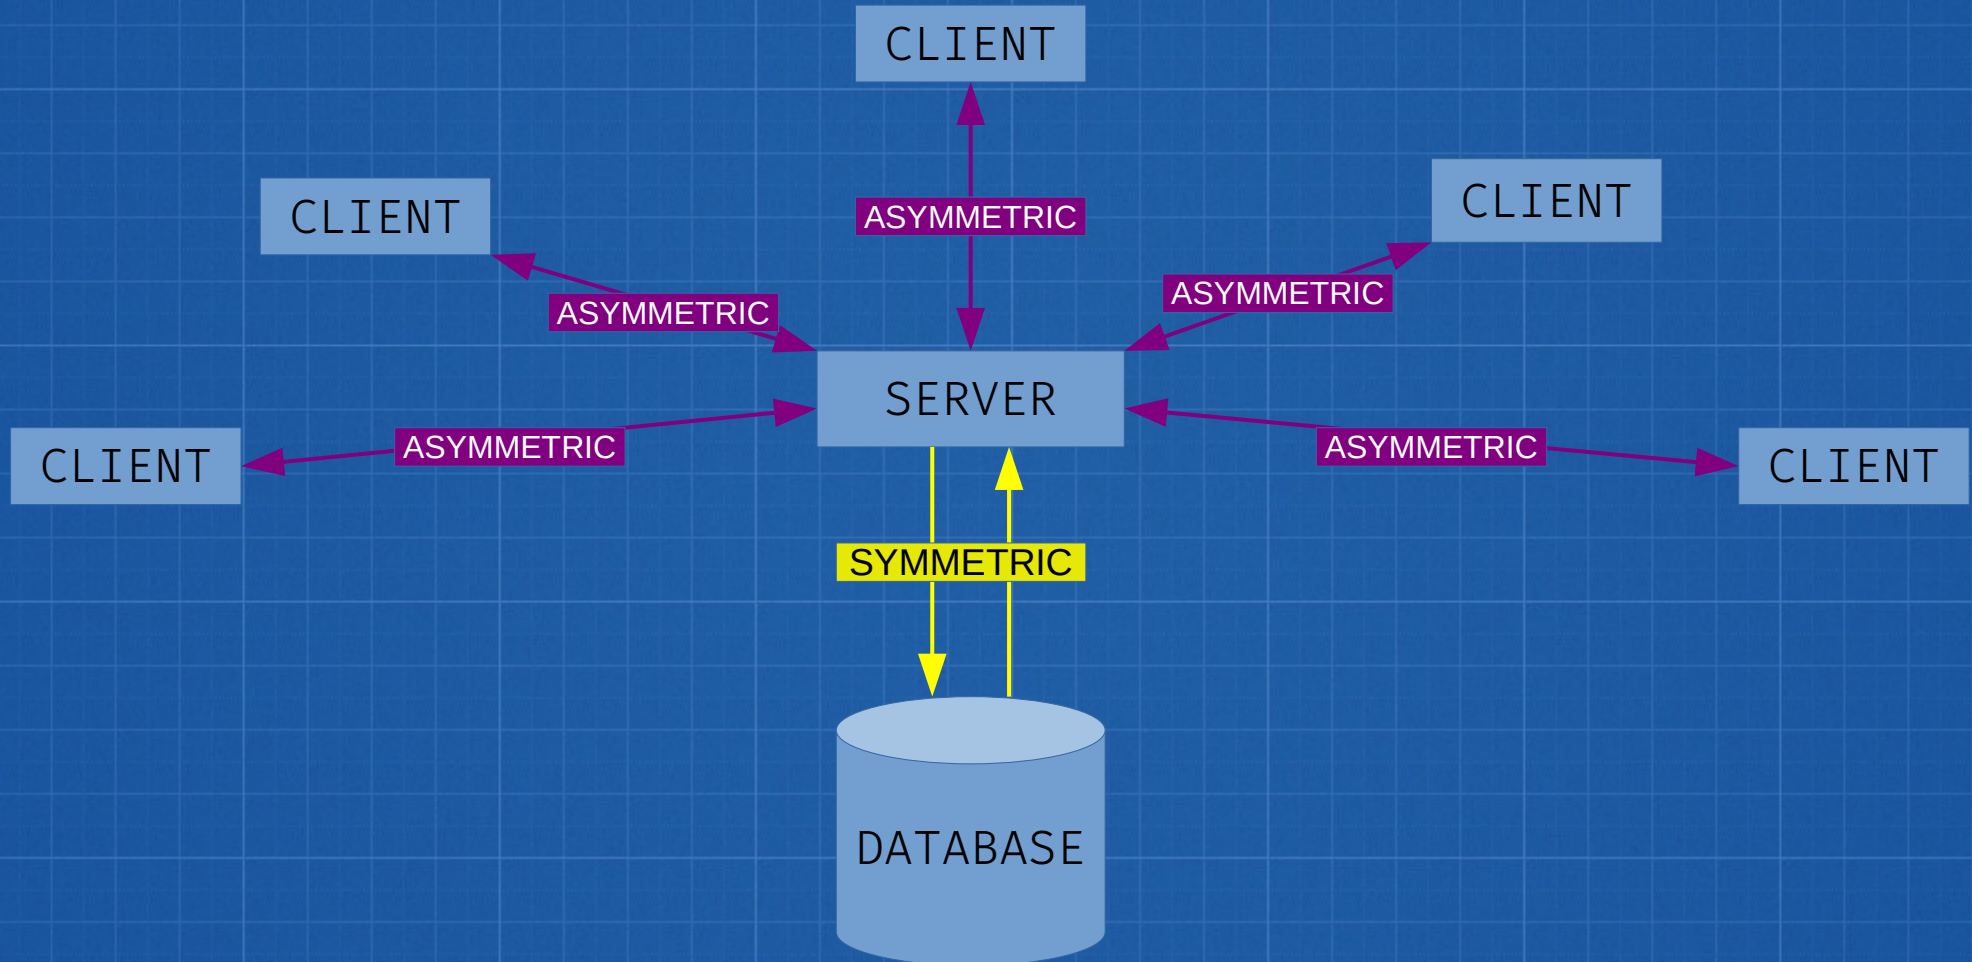 CLIENT
CLIENT
CLIENT
ASYMMETRIC
ASYMMETRIC
ASYMMETRIC
SERVER
CLIENT
ASYMMETRIC
ASYMMETRIC
CLIENT
SYMMETRIC
DATABASE